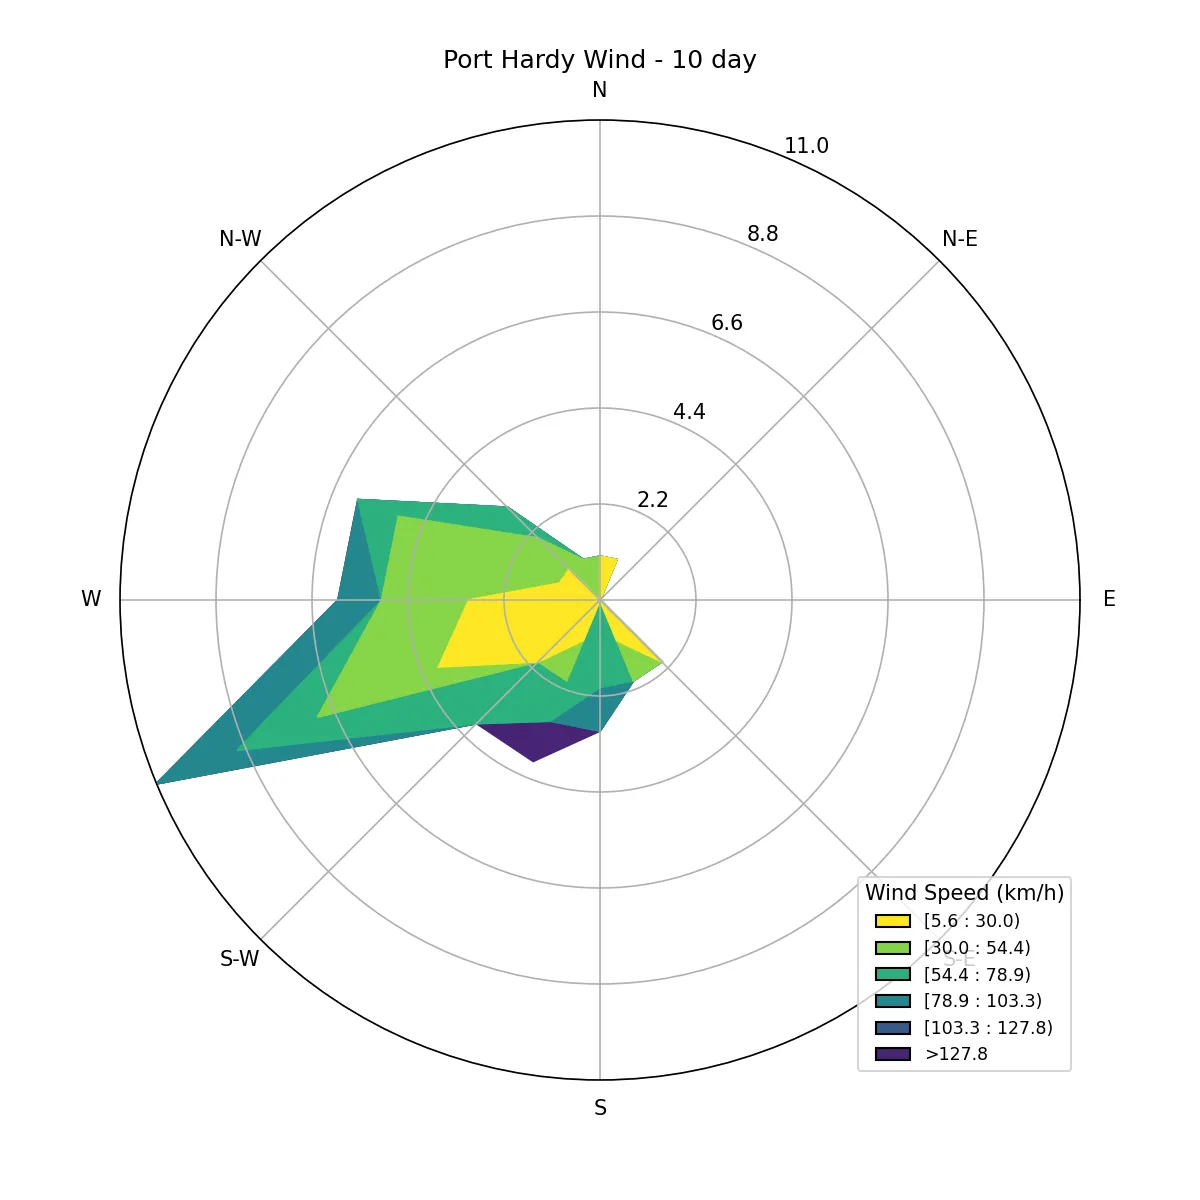 Port Hardy Wind - 10 day
N
11.0
N-W
N-E
8.8
6.6
4.4
2.2
W
E
Wind Speed (km/h)
[5.6 : 30.0)
[30.0 : 54.4)
S-W
S-E
[54.4 : 78.9)
[78.9 : 103.3)
[103.3 : 127.8)
>127.8
S